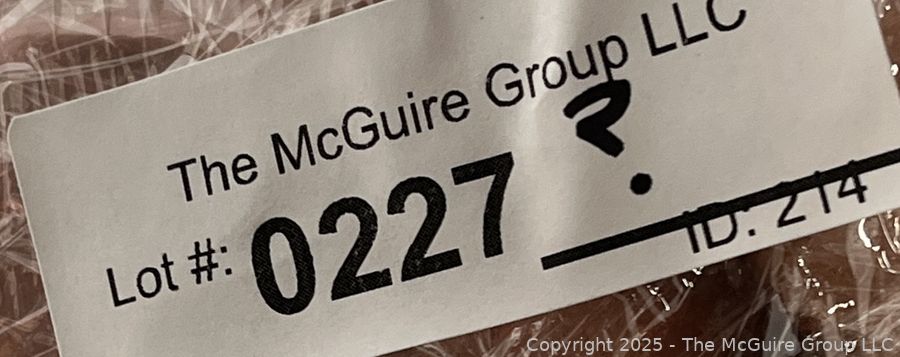 The McGuire Group LLC
Lot #: 0227 ?
ID: 214
Copyright 2025 - The McGuire Group LLC